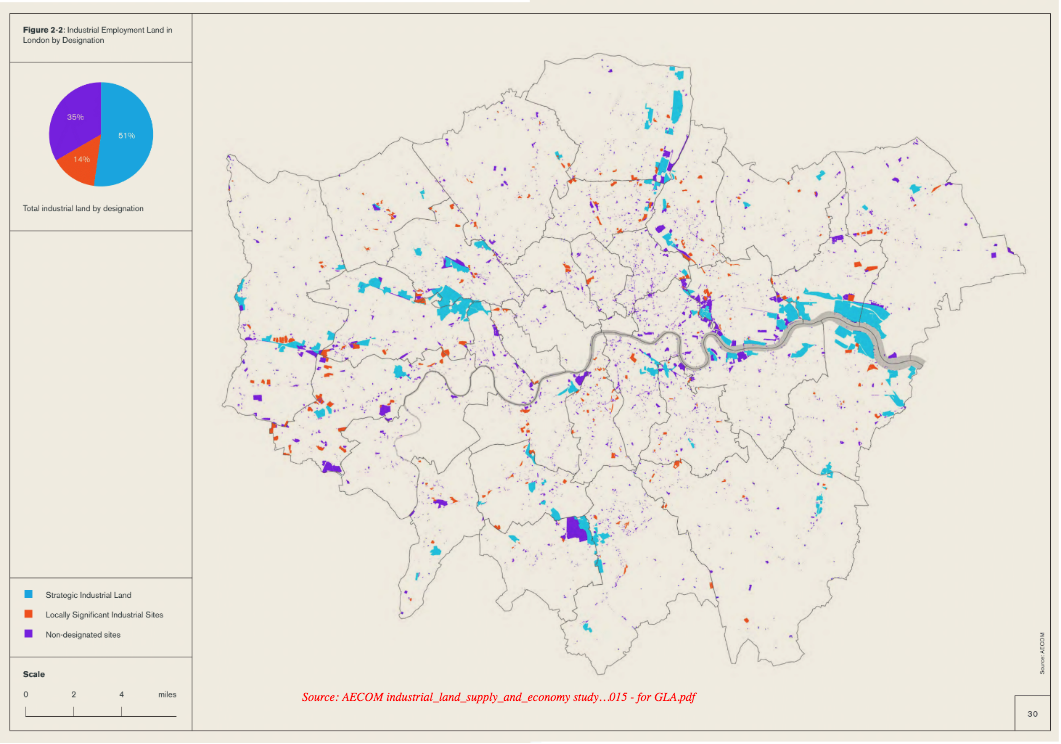 Figure 2-2: Industrial Employment Land in
London by Designation
35%
51%
14%
Total industrial land by designation
Strategic Industrial Land
Locally Significant Industrial Sites
Non-designated sites
Scale
0 2 4 miles
Source: AECOM industrial_land_supply_and_economy study...015 - for GLA.pdf
Source: AECOM
30